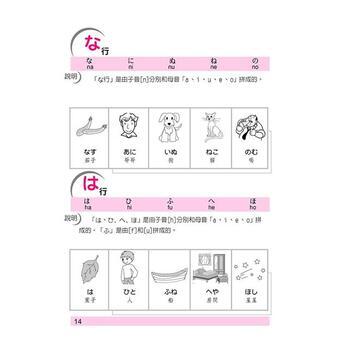 な行
な に ぬ ね の
na ni nu ne no
說明 「な行」是由子音[n]分別和母音「a、i、u、e、o」拼成的。
なす あに いぬ ねこ のむ
茄子 哥哥 狗 貓 喝
は行
は ひ ふ へ ほ
ha hi fu he ho
說明 「は、ひ、へ、ほ」是由子音[h]分別和母音「a、i、e、o」拼
成的。「ふ」是由[f]和[u]拼成的。
は ひと ふね へや ほし
葉子 人 船 房間 星星
14